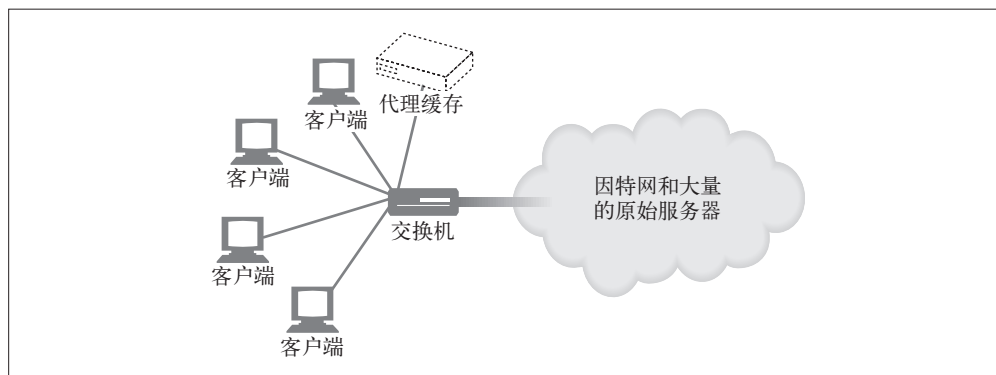 代理缓存
客户端
客户端
因特网和大量
的原始服务器
交换机
客户端
客户端